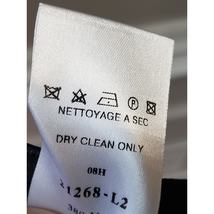 NETTOYAGE A SEC
DRY CLEAN ONLY
08H
1268-L2